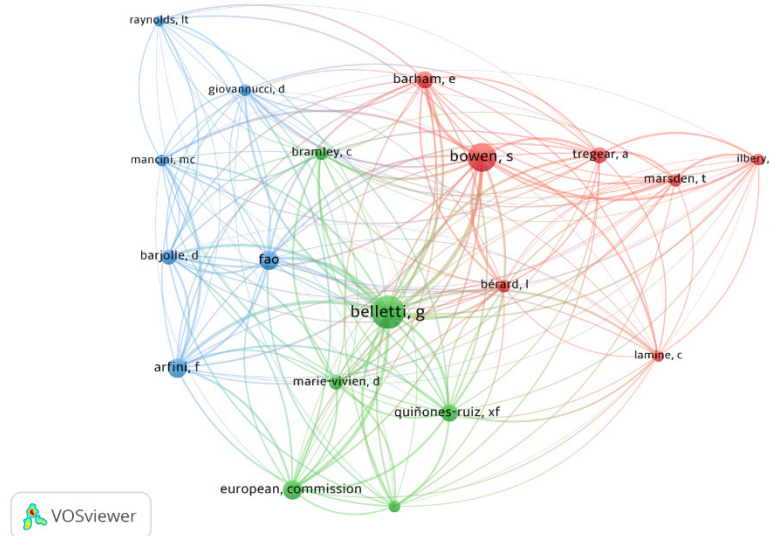 raynolds, lt
barham, e
giovannucci, d
bramley, c
bowen, s
tregear, a
ilbery,
mancini, mc
marsden, t
barjolle, d
fao
bérard, l
belletti, g
lamine, c
arfini, f
marie-vivien, d
quiñones-ruiz, xf
european, commission
VOSviewer